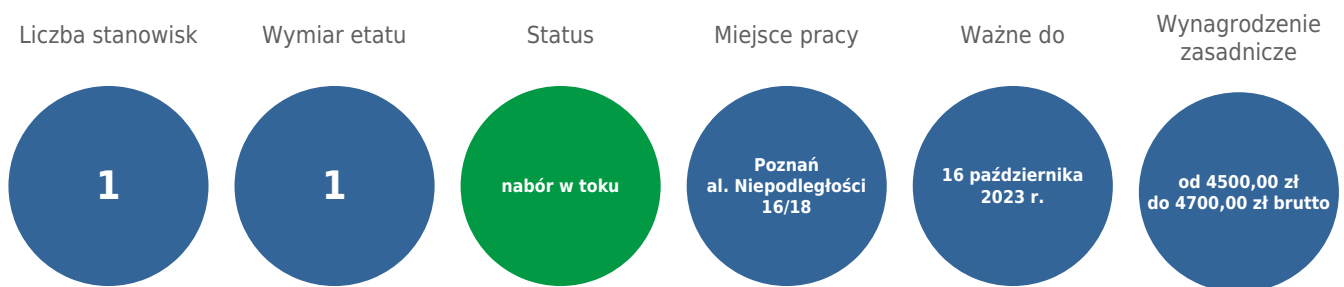 Liczba stanowisk
Wymiar etatu
Status
Miejsce pracy
Ważne do
Wynagrodzenie
zasadnicze
1
1
nabór w toku
Poznań
al. Niepodległości
16/18
16 października
2023 r.
od 4500,00 zł
do 4700,00 zł brutto